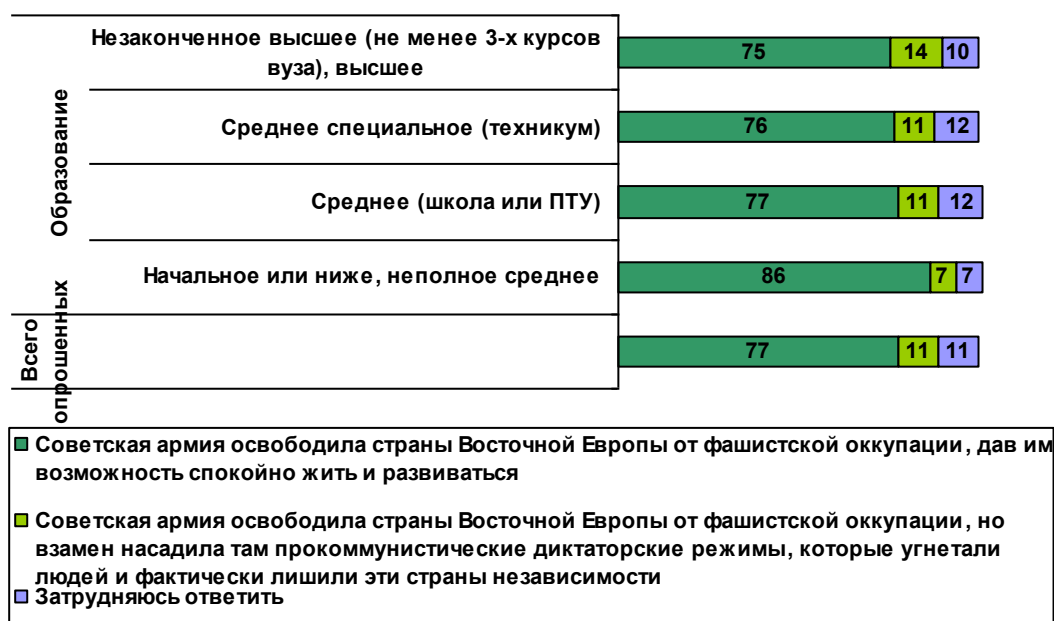 Незаконченное высшее (не менее 3-х курсов
вуза), высшее
75 14 10
Среднее специальное (техникум)
76 11 12
Среднее (школа или ПТУ)
77 11 12
Начальное или ниже, неполное среднее
86 7 7
77 11 11
Образование
Всего
опрошенных
Советская армия освободила страны Восточной Европы от фашистской оккупации, дав им
возможность спокойно жить и развиваться
Советская армия освободила страны Восточной Европы от фашистской оккупации, но
взамен насадила там прокоммунистические диктаторские режимы, которые угнетали
людей и фактически лишили эти страны независимости
Затрудняюсь ответить